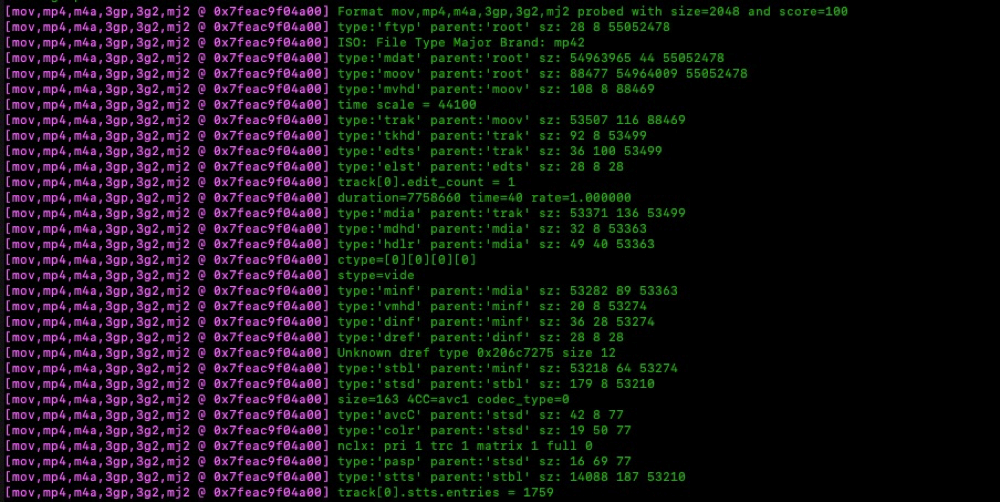 [mov,mp4,m4a,3gp,3g2,mj2 @ 0x7feac9f04a00] Format mov,mp4,m4a,3gp,3g2,mj2 probed with size=2048 and score=100
[mov,mp4,m4a,3gp,3g2,mj2 @ 0x7feac9f04a00] type:'ftyp' parent:'root' sz: 28 8 55052478
[mov,mp4,m4a,3gp,3g2,mj2 @ 0x7feac9f04a00] ISO: File Type Major Brand: mp42
[mov,mp4,m4a,3gp,3g2,mj2 @ 0x7feac9f04a00] type:'mdat' parent:'root' sz: 54963965 44 55052478
[mov,mp4,m4a,3gp,3g2,mj2 @ 0x7feac9f04a00] type:'moov' parent:'root' sz: 88477 54964009 55052478
[mov,mp4,m4a,3gp,3g2,mj2 @ 0x7feac9f04a00] type:'mvhd' parent:'moov' sz: 108 8 88469
[mov,mp4,m4a,3gp,3g2,mj2 @ 0x7feac9f04a00] time scale = 44100
[mov,mp4,m4a,3gp,3g2,mj2 @ 0x7feac9f04a00] type:'trak' parent:'moov' sz: 53507 116 88469
[mov,mp4,m4a,3gp,3g2,mj2 @ 0x7feac9f04a00] type:'tkhd' parent:'trak' sz: 92 8 53499
[mov,mp4,m4a,3gp,3g2,mj2 @ 0x7feac9f04a00] type:'edts' parent:'trak' sz: 36 100 53499
[mov,mp4,m4a,3gp,3g2,mj2 @ 0x7feac9f04a00] type:'elst' parent:'edts' sz: 28 8 28
[mov,mp4,m4a,3gp,3g2,mj2 @ 0x7feac9f04a00] track[0].edit_count = 1
[mov,mp4,m4a,3gp,3g2,mj2 @ 0x7feac9f04a00] duration=7758660 time=40 rate=1.000000
[mov,mp4,m4a,3gp,3g2,mj2 @ 0x7feac9f04a00] type:'mdia' parent:'trak' sz: 53371 136 53499
[mov,mp4,m4a,3gp,3g2,mj2 @ 0x7feac9f04a00] type:'mdhd' parent:'mdia' sz: 32 8 53363
[mov,mp4,m4a,3gp,3g2,mj2 @ 0x7feac9f04a00] type:'hdlr' parent:'mdia' sz: 49 40 53363
[mov,mp4,m4a,3gp,3g2,mj2 @ 0x7feac9f04a00] ctype=[0][0][0][0]
[mov,mp4,m4a,3gp,3g2,mj2 @ 0x7feac9f04a00] stype=vide
[mov,mp4,m4a,3gp,3g2,mj2 @ 0x7feac9f04a00] type:'minf' parent:'mdia' sz: 53282 89 53363
[mov,mp4,m4a,3gp,3g2,mj2 @ 0x7feac9f04a00] type:'vmhd' parent:'minf' sz: 20 8 53274
[mov,mp4,m4a,3gp,3g2,mj2 @ 0x7feac9f04a00] type:'dinf' parent:'minf' sz: 36 28 53274
[mov,mp4,m4a,3gp,3g2,mj2 @ 0x7feac9f04a00] type:'dref' parent:'dinf' sz: 28 8 28
[mov,mp4,m4a,3gp,3g2,mj2 @ 0x7feac9f04a00] Unknown dref type 0x206c7275 size 12
[mov,mp4,m4a,3gp,3g2,mj2 @ 0x7feac9f04a00] type:'stbl' parent:'minf' sz: 53218 64 53274
[mov,mp4,m4a,3gp,3g2,mj2 @ 0x7feac9f04a00] type:'stsd' parent:'stbl' sz: 179 8 53210
[mov,mp4,m4a,3gp,3g2,mj2 @ 0x7feac9f04a00] size=163 4CC=avc1 codec_type=0
[mov,mp4,m4a,3gp,3g2,mj2 @ 0x7feac9f04a00] type:'avcC' parent:'stsd' sz: 42 8 77
[mov,mp4,m4a,3gp,3g2,mj2 @ 0x7feac9f04a00] type:'colr' parent:'stsd' sz: 19 50 77
[mov,mp4,m4a,3gp,3g2,mj2 @ 0x7feac9f04a00] nclx: pri 1 trc 1 matrix 1 full 0
[mov,mp4,m4a,3gp,3g2,mj2 @ 0x7feac9f04a00] type:'pasp' parent:'stsd' sz: 16 69 77
[mov,mp4,m4a,3gp,3g2,mj2 @ 0x7feac9f04a00] type:'stts' parent:'stbl' sz: 14088 187 53210
[mov,mp4,m4a,3gp,3g2,mj2 @ 0x7feac9f04a00] track[0].stts.entries = 1759